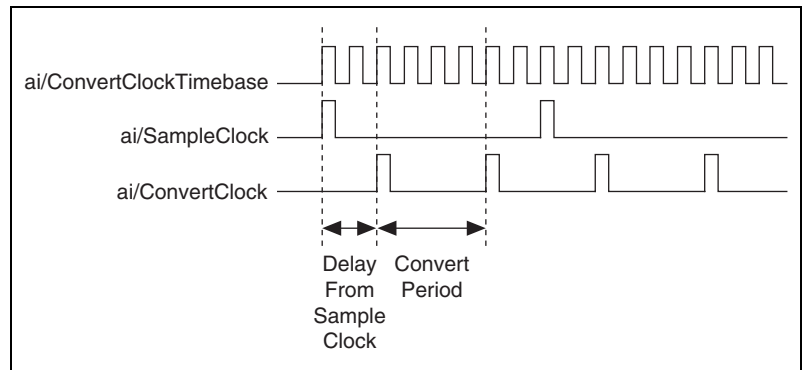 ai/ConvertClockTimebase
ai/SampleClock
ai/ConvertClock
Delay
From
Sample
Clock
Convert
Period